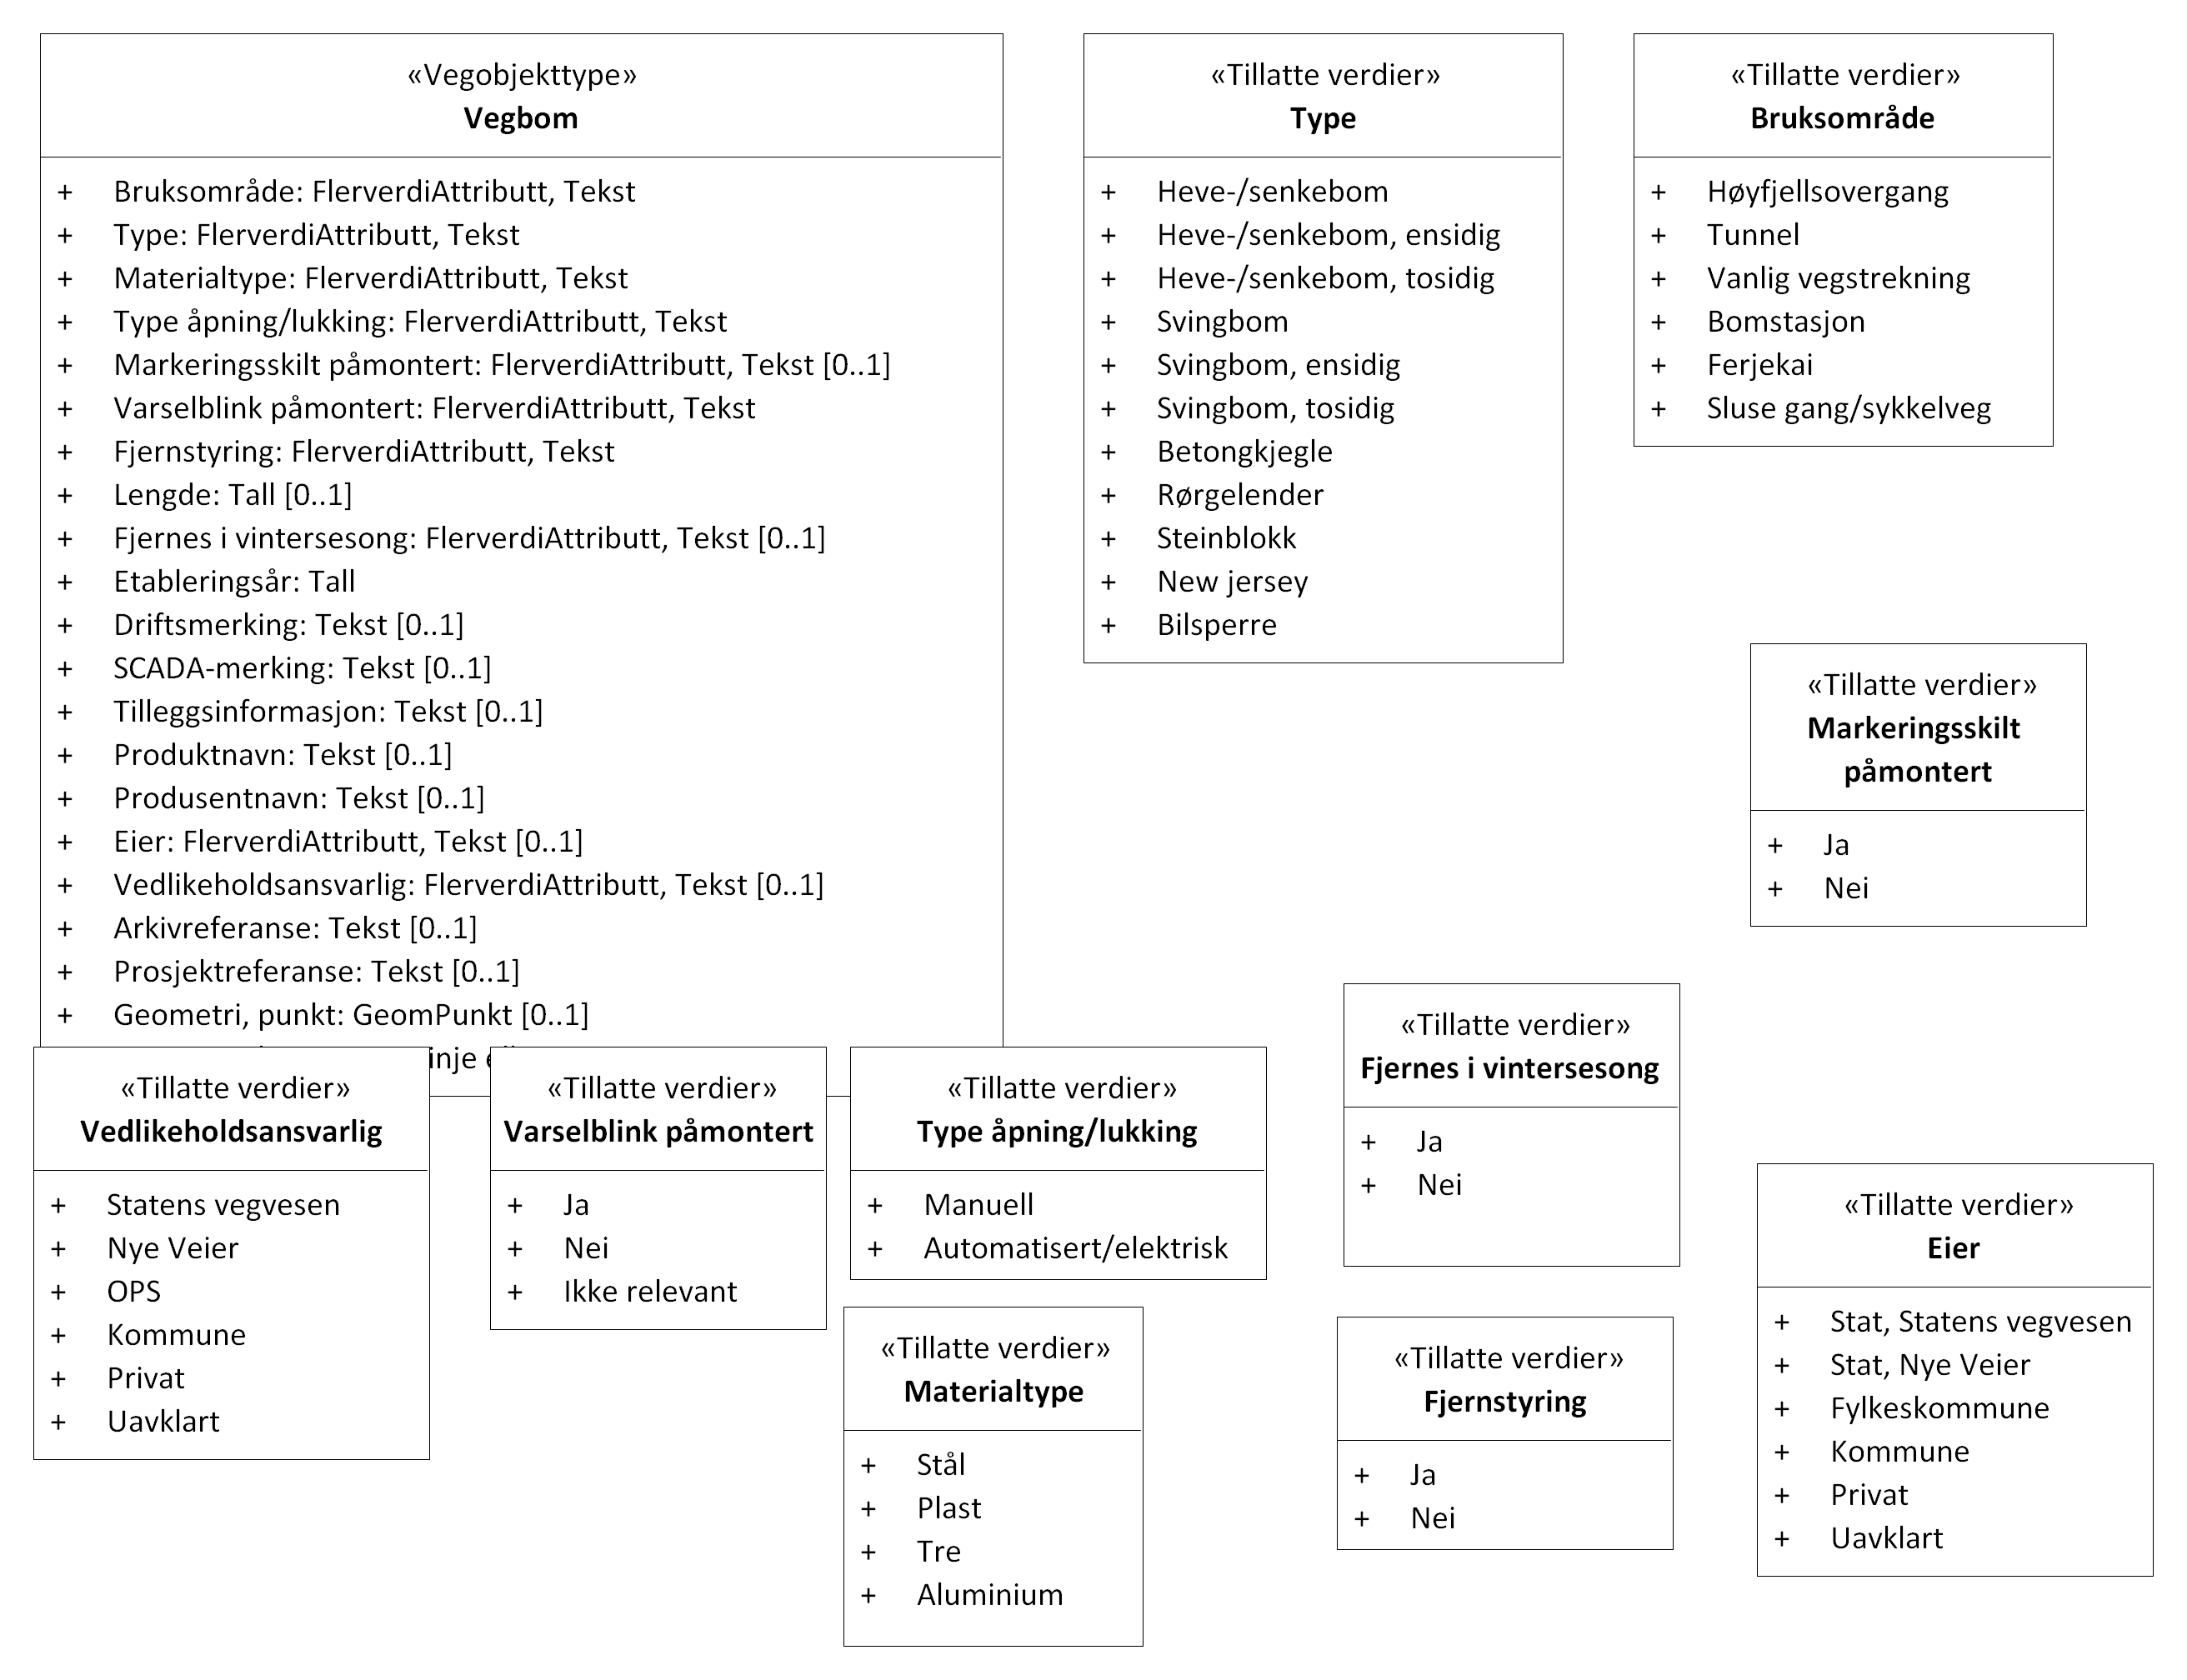 «Vegobjekttype»
Vegbom
+ Bruksområde: FlerverdiAttributt, Tekst
+ Type: FlerverdiAttributt, Tekst
+ Materialtype: FlerverdiAttributt, Tekst
+ Type åpning/lukking: FlerverdiAttributt, Tekst
+ Markeringsskilt påmontert: FlerverdiAttributt, Tekst [0..1]
+ Varselblink påmontert: FlerverdiAttributt, Tekst
+ Fjernstyring: FlerverdiAttributt, Tekst
+ Lengde: Tall [0..1]
+ Fjernes i vintersesong: FlerverdiAttributt, Tekst [0..1]
+ Etableringsår: Tall
+ Driftsmerking: Tekst [0..1]
+ SCADA-merking: Tekst [0..1]
+ Tilleggsinformasjon: Tekst [0..1]
+ Produktnavn: Tekst [0..1]
+ Produsentnavn: Tekst [0..1]
+ Eier: FlerverdiAttributt, Tekst [0..1]
+ Vedlikeholdsansvarlig: FlerverdiAttributt, Tekst [0..1]
+ Arkivreferanse: Tekst [0..1]
+ Prosjektreferanse: Tekst [0..1]
+ Geometri, punkt: GeomPunkt [0..1]
«Tillatte verdier»
Type
+ Heve-/senkebom
+ Heve-/senkebom, ensidig
+ Heve-/senkebom, tosidig
+ Svingbom
+ Svingbom, ensidig
+ Svingbom, tosidig
+ Betongkjegle
+ Rørgelender
+ Steinblokk
+ New jersey
+ Bilsperre
«Tillatte verdier»
Bruksområde
+ Høyfjellsovergang
+ Tunnel
+ Vanlig vegstrekning
+ Bomstasjon
+ Ferjekai
+ Sluse gang/sykkelveg
«Tillatte verdier»
Markeringsskilt
påmontert
+ Ja
+ Nei
«Tillatte verdier»
Fjernes i vintersesong
+ Ja
+ Nei
«Tillatte verdier»
Vedlikeholdsansvarlig
+ Statens vegvesen
+ Nye Veier
+ OPS
+ Kommune
+ Privat
+ Uavklart
«Tillatte verdier»
Varselblink påmontert
+ Ja
+ Nei
+ Ikke relevant
«Tillatte verdier»
Type åpning/lukking
+ Manuell
+ Automatisert/elektrisk
«Tillatte verdier»
Materialtype
+ Stål
+ Plast
+ Tre
+ Aluminium
«Tillatte verdier»
Fjernstyring
+ Ja
+ Nei
«Tillatte verdier»
Eier
+ Stat, Statens vegvesen
+ Stat, Nye Veier
+ Fylkeskommune
+ Kommune
+ Privat
+ Uavklart